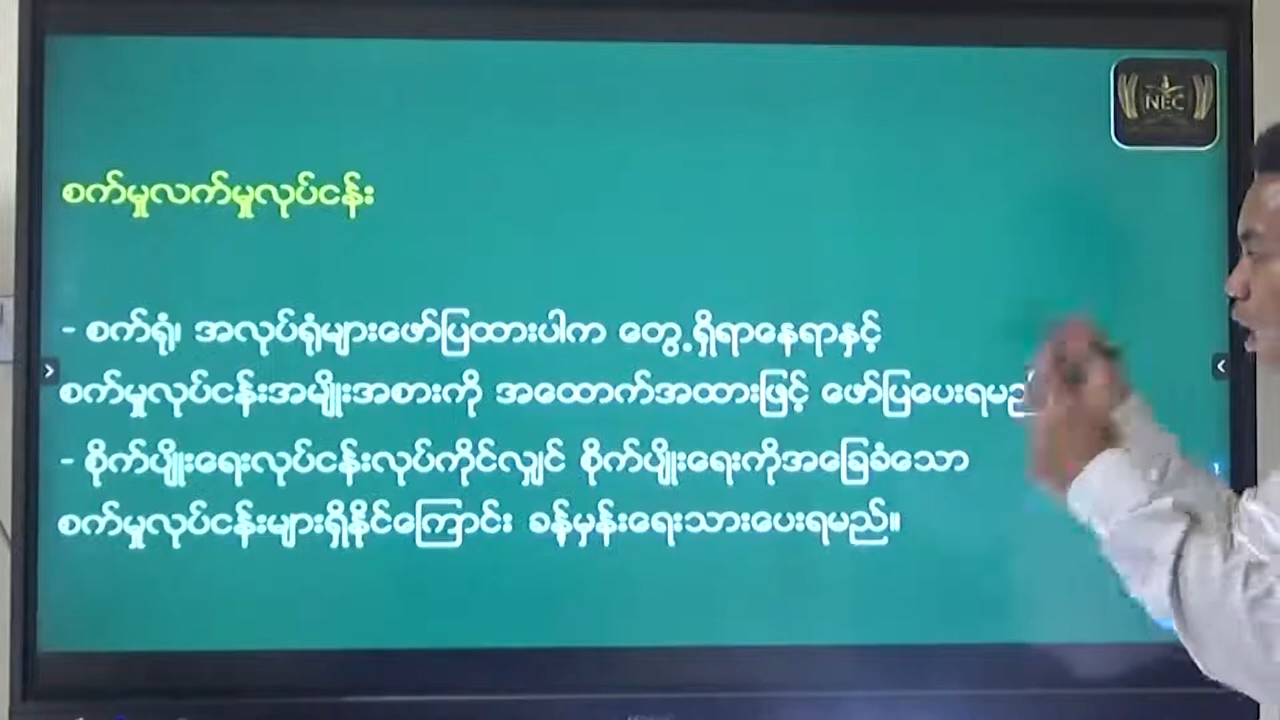 NEC
စက်မှုလက်မှုလုပ်ငန်း
- စက်ရုံ၊ အလုပ်ရုံများဖော်ပြထားပါက တွေ့ရှိရာနေရာနှင့်
စက်မှုလုပ်ငန်းအမျိုးအစားကို အထောက်အထားဖြင့် ဖော်ပြပေးရမည်
- စိုက်ပျိုးရေးလုပ်ငန်းလုပ်ကိုင်လျှင် စိုက်ပျိုးရေးကိုအခြေခံသော
စက်မှုလုပ်ငန်းများရှိနိုင်ကြောင်း ခန့်မှန်းရေးသားပေးရမည်။